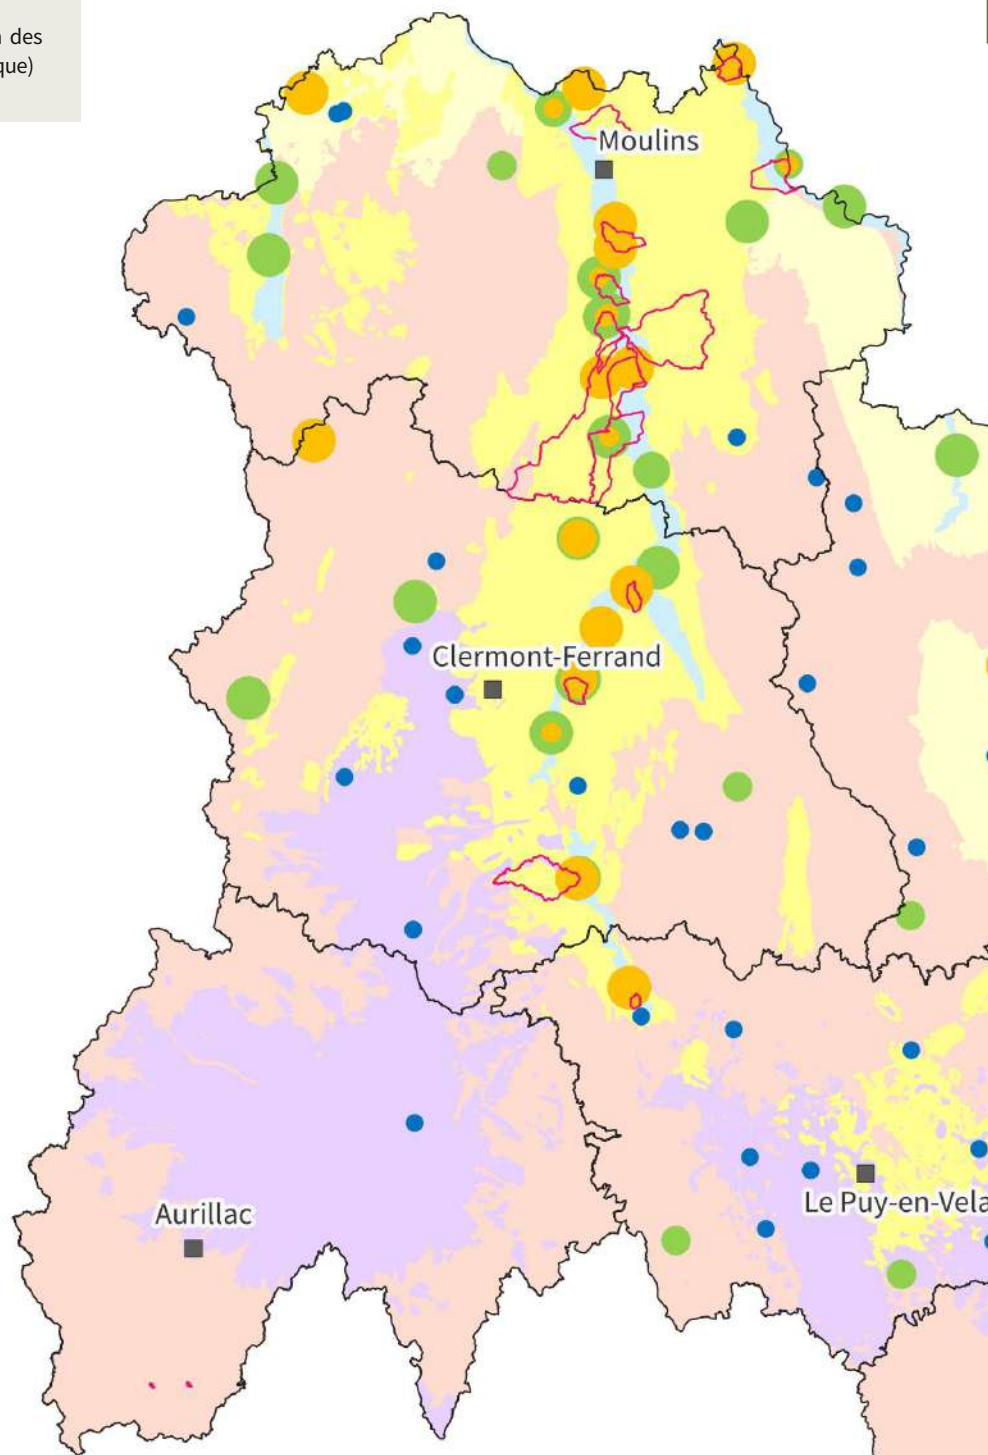 des
que)
Moulins
Clermont-Ferrand
Aurillac
Le Puy-en-Vela